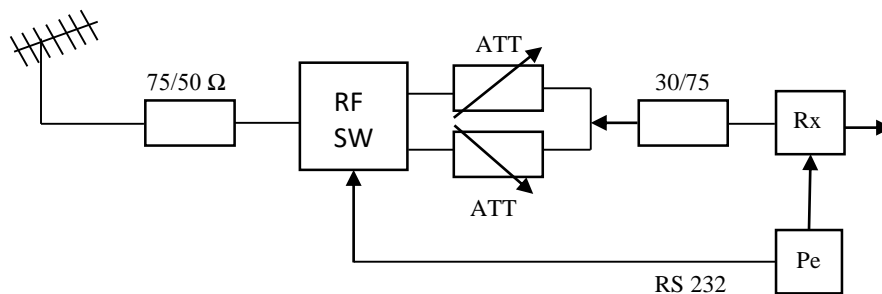 ATT
75/50 Ω
30/75
RF
SW
Rx
ATT
Pe
RS 232